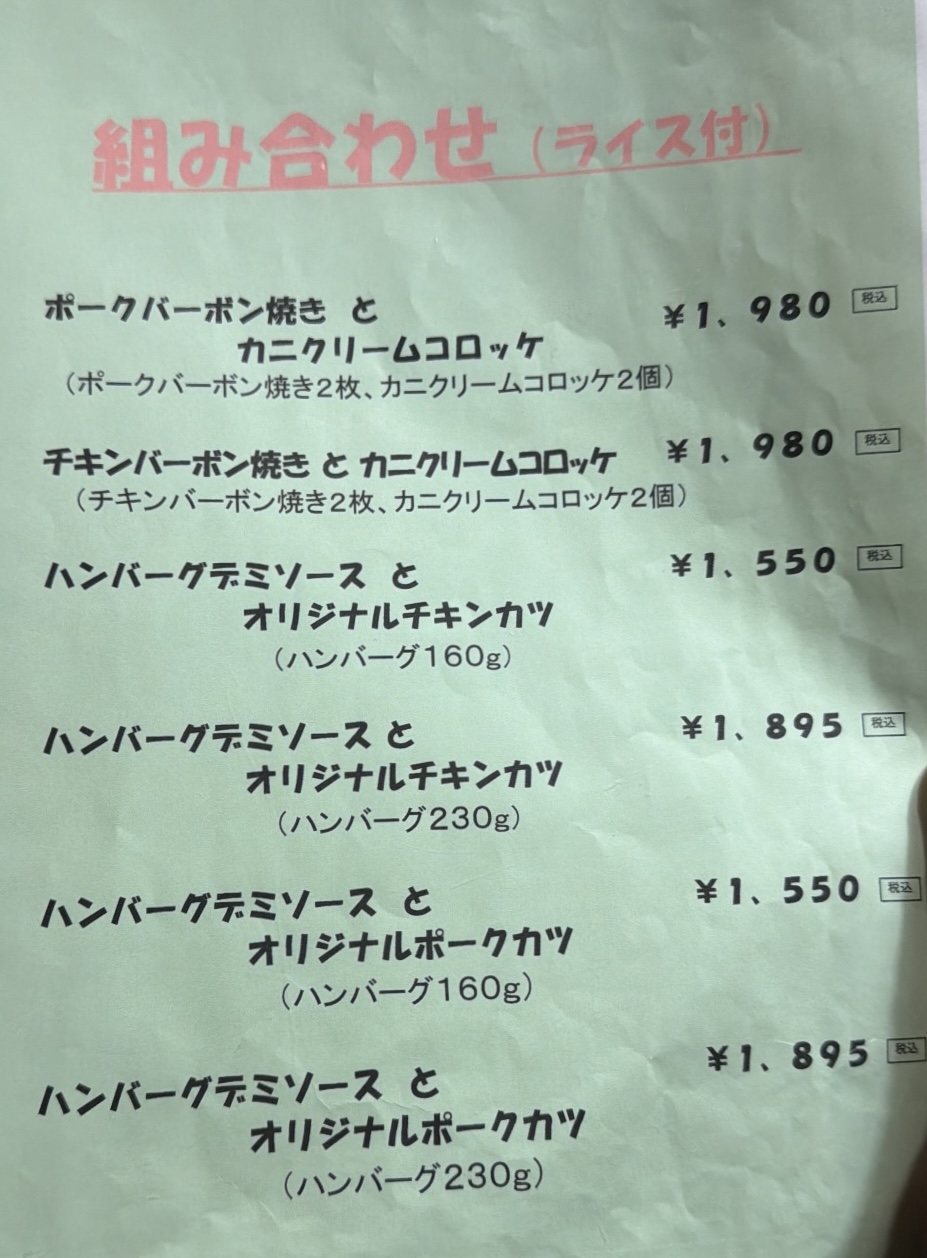 組み合わせ（ライス付）
ポークバーボン焼き と ¥1、980 税込
カニクリームコロッケ
（ポークバーボン焼き２枚、カニクリームコロッケ２個）
チキンバーボン焼き と カニクリームコロッケ ¥1、980 税込
（チキンバーボン焼き２枚、カニクリームコロッケ２個）
ハンバーグデミソース と ¥1、550 税込
オリジナルチキンカツ
（ハンバーグ１６０g）
ハンバーグデミソース と ¥1、895 税込
オリジナルチキンカツ
（ハンバーグ２３０g）
ハンバーグデミソース と ¥1、550 税込
オリジナルポークカツ
（ハンバーグ１６０g）
ハンバーグデミソース と ¥1、895 税込
オリジナルポークカツ
（ハンバーグ２３０g）